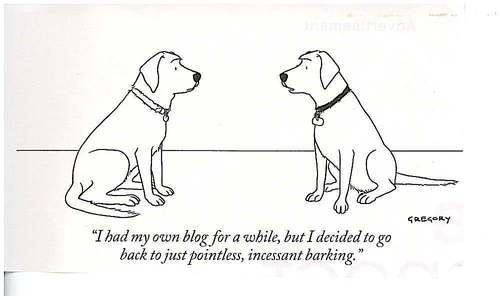 GREGORY
"I had my own blog for a while, but I decided to go
back to just pointless, incessant barking."